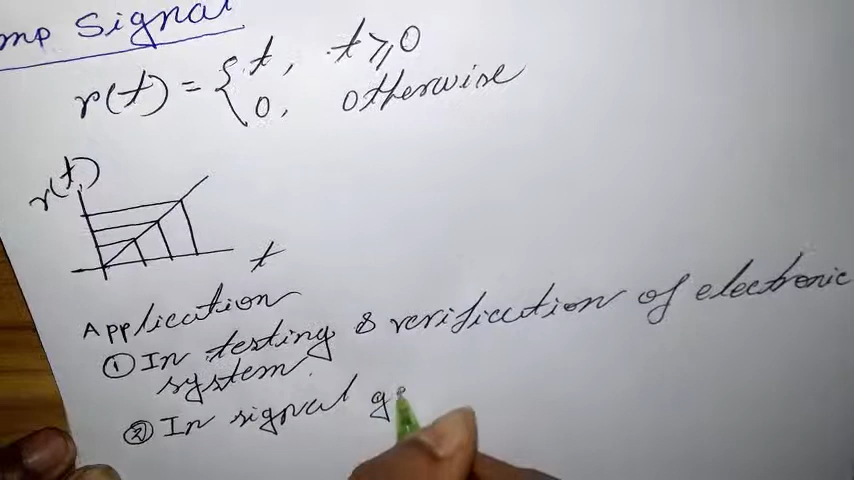 mp Signal
r(t) = { t, t ≥ 0
0, otherwise
r(t)
t
Application
① In testing & verification of electronic
system.
② In signal g